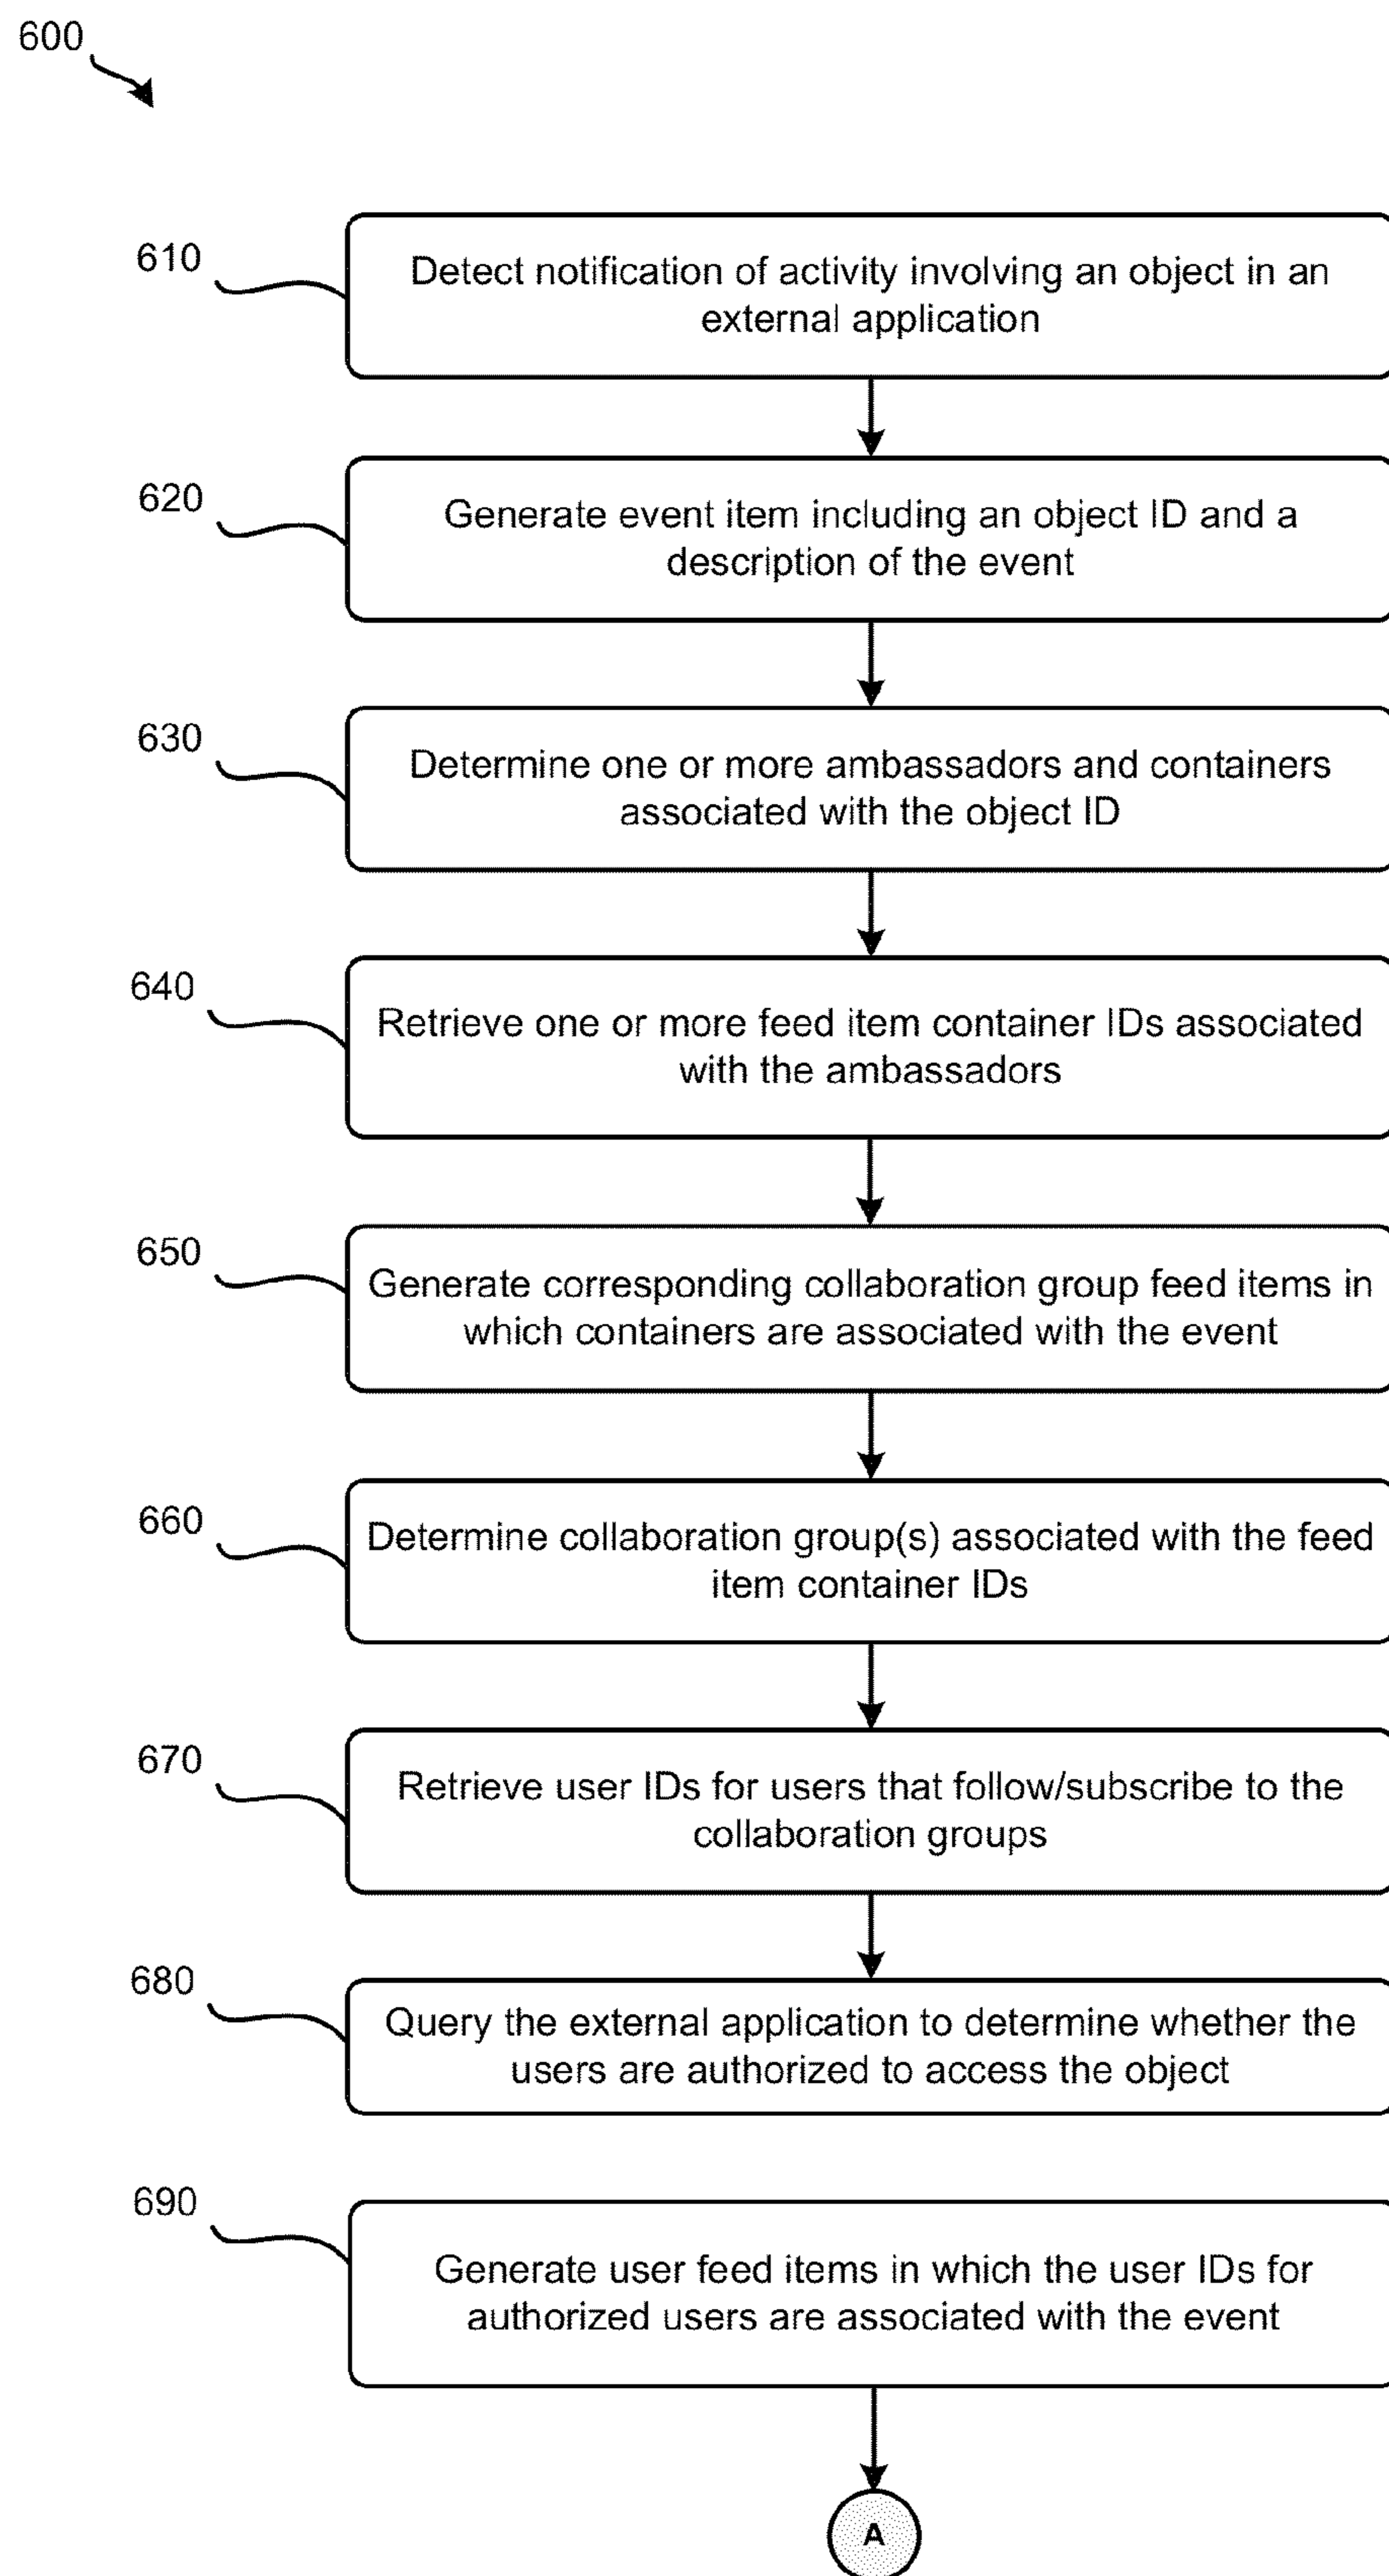 600
610
Detect notification of activity involving an object in an
external application
620
Generate event item including an object ID and a
description of the event
630
Determine one or more ambassadors and containers
associated with the object ID
640
Retrieve one or more feed item container IDs associated
with the ambassadors
650
Generate corresponding collaboration group feed items in
which containers are associated with the event
660
Determine collaboration group(s) associated with the feed
item container IDs
670
Retrieve user IDs for users that follow/subscribe to the
collaboration groups
680
Query the external application to determine whether the
users are authorized to access the object
690
Generate user feed items in which the user IDs for
authorized users are associated with the event
A